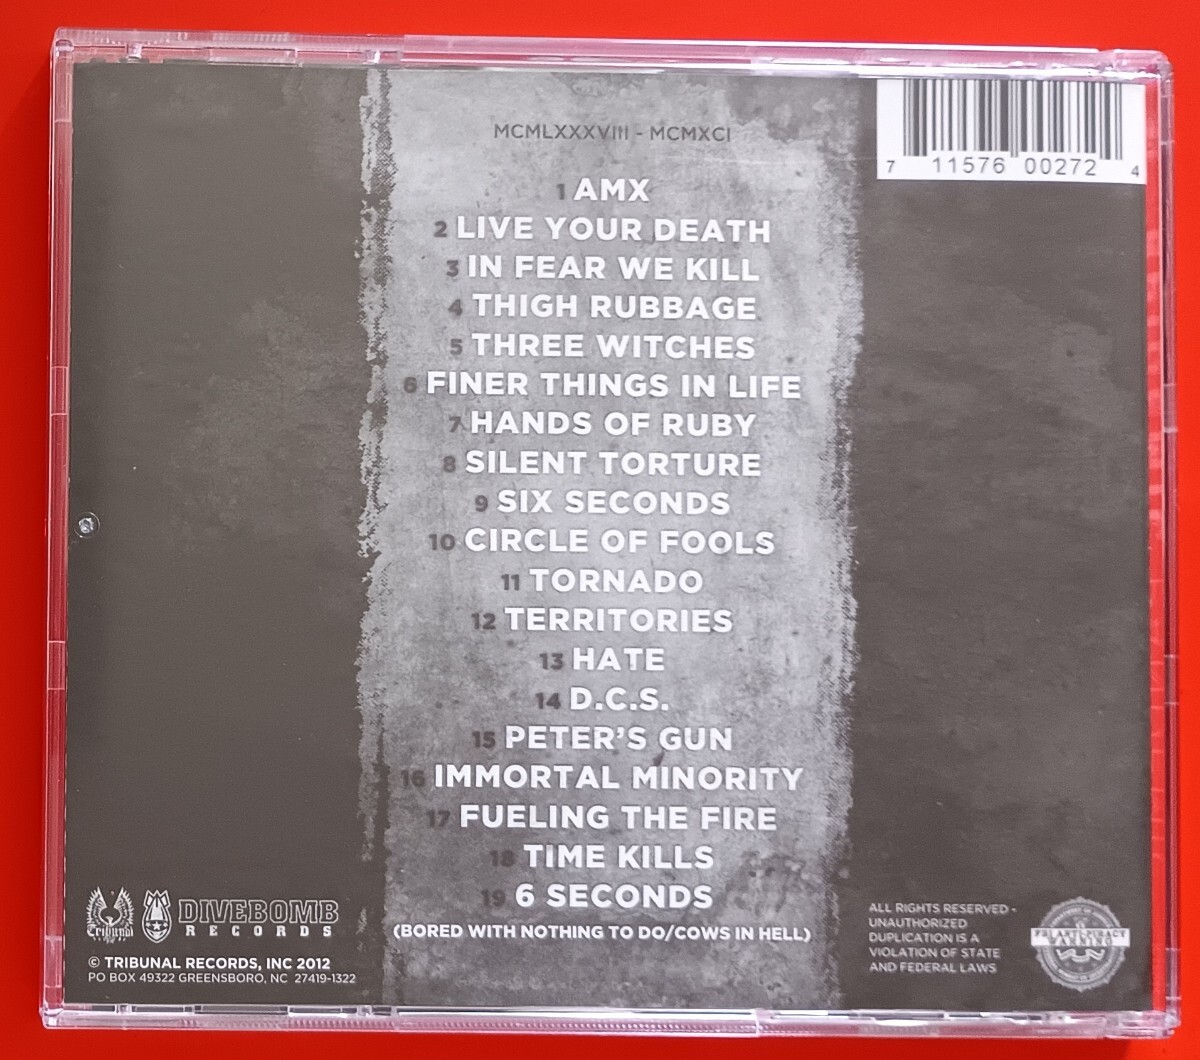 MCMLXXXVIII - MCMXCI
7 11576 00272 4
1 AMX
2 LIVE YOUR DEATH
3 IN FEAR WE KILL
4 THIGH RUBBAGE
5 THREE WITCHES
6 FINER THINGS IN LIFE
7 HANDS OF RUBY
8 SILENT TORTURE
9 SIX SECONDS
10 CIRCLE OF FOOLS
11 TORNADO
12 TERRITORIES
13 HATE
14 D.C.S.
15 PETER'S GUN
16 IMMORTAL MINORITY
17 FUELING THE FIRE
18 TIME KILLS
19 6 SECONDS
(BORED WITH NOTHING TO DO/COWS IN HELL)
Tribunal
DIVEBOMB
RECORDS
© TRIBUNAL RECORDS, INC 2012
PO BOX 49322 GREENSBORO, NC 27419-1322
ALL RIGHTS RESERVED -
UNAUTHORIZED
DUPLICATION IS A
VIOLATION OF STATE
AND FEDERAL LAWS
FBI ANTI-PIRACY
WARNING